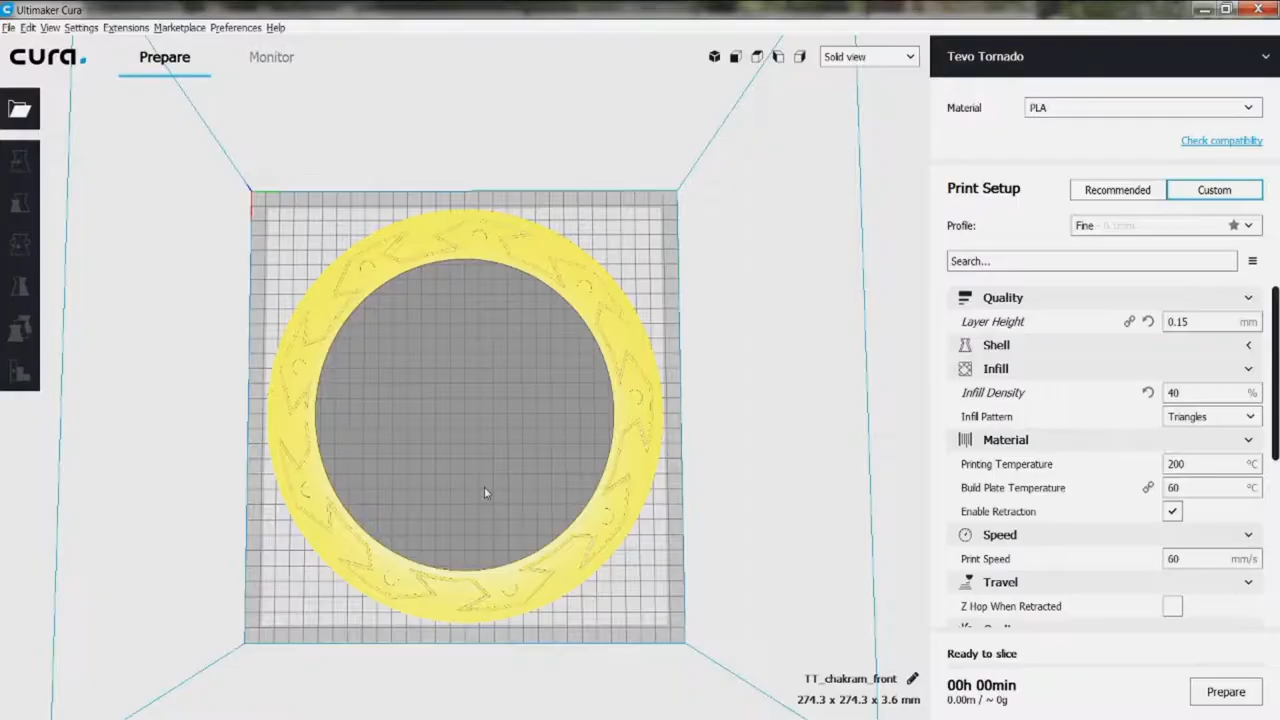 Ultimaker Cura
File Edit View Settings Extensions Marketplace Preferences Help
cura.
Prepare
Monitor
Solid view
Tevo Tornado
Material
PLA
Check compatibility
Print Setup
Recommended
Custom
Profile:
Fine - 0.1mm
Search...
Quality
Layer Height
0.15 mm
Shell
Infill
Infill Density
40 %
Infill Pattern
Triangles
Material
Printing Temperature
200 °C
Build Plate Temperature
60 °C
Enable Retraction
Speed
Print Speed
60 mm/s
Travel
Z Hop When Retracted
Ready to slice
TT_chakram_front
274.3 x 274.3 x 3.6 mm
00h 00min
0.00m / ~ 0g
Prepare